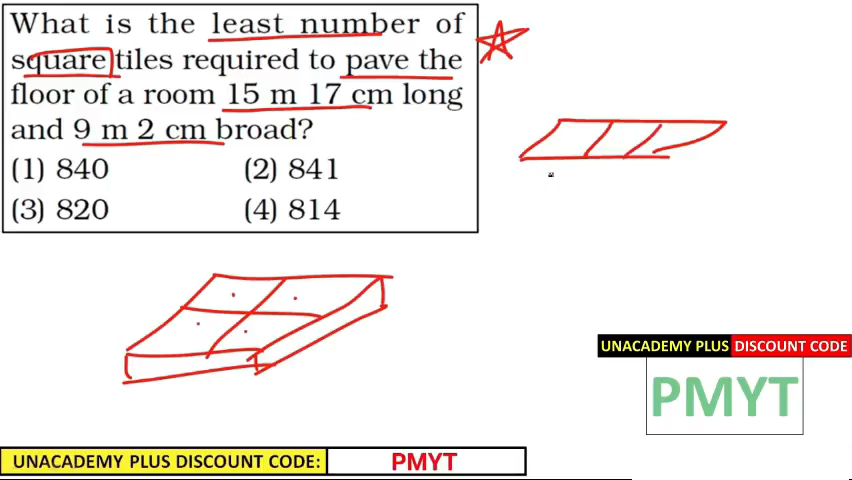 What is the least number of
square tiles required to pave the
floor of a room 15 m 17 cm long
and 9 m 2 cm broad?
(1) 840 (2) 841
(3) 820 (4) 814
UNACADEMY PLUS DISCOUNT CODE
PMYT
UNACADEMY PLUS DISCOUNT CODE: PMYT